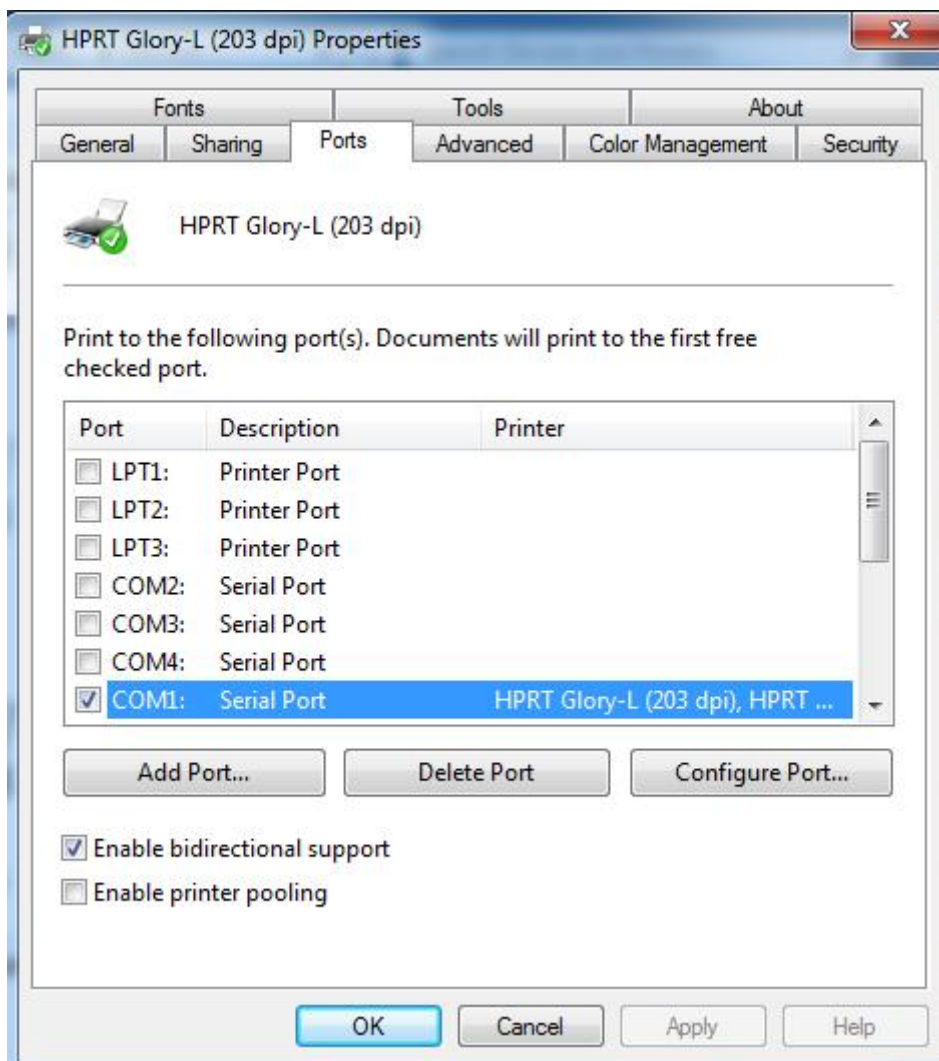 HPRT Glory-L (203 dpi) Properties
Fonts Tools About
General Sharing Ports Advanced Color Management Security
HPRT Glory-L (203 dpi)
Print to the following port(s). Documents will print to the first free
checked port.
Port Description Printer
LPT1: Printer Port
LPT2: Printer Port
LPT3: Printer Port
COM2: Serial Port
COM3: Serial Port
COM4: Serial Port
COM1: Serial Port HPRT Glory-L (203 dpi), HPRT ...
Add Port... Delete Port Configure Port...
Enable bidirectional support
Enable printer pooling
OK Cancel Apply Help